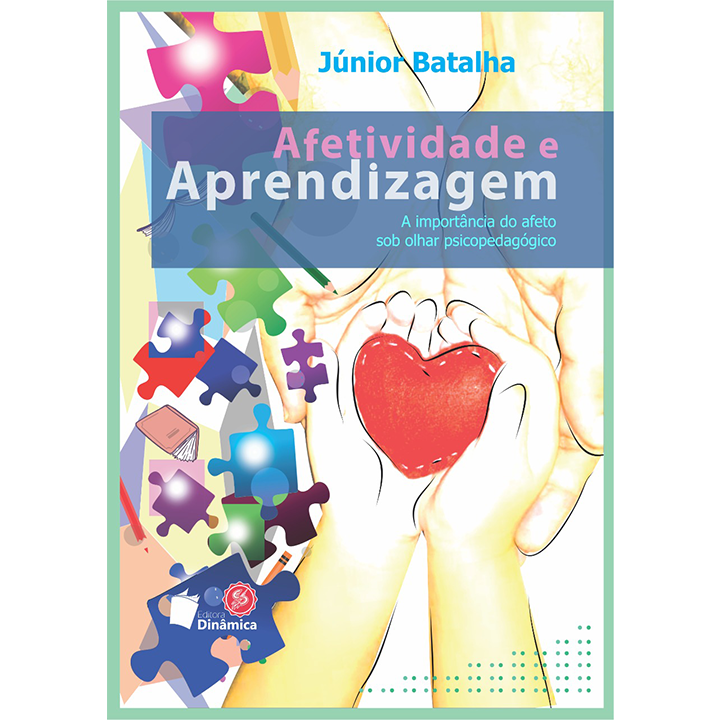 Júnior Batalha
Afetividade e
Aprendizagem
A importância do afeto
sob olhar psicopedagógico
Editora
Dinâmica